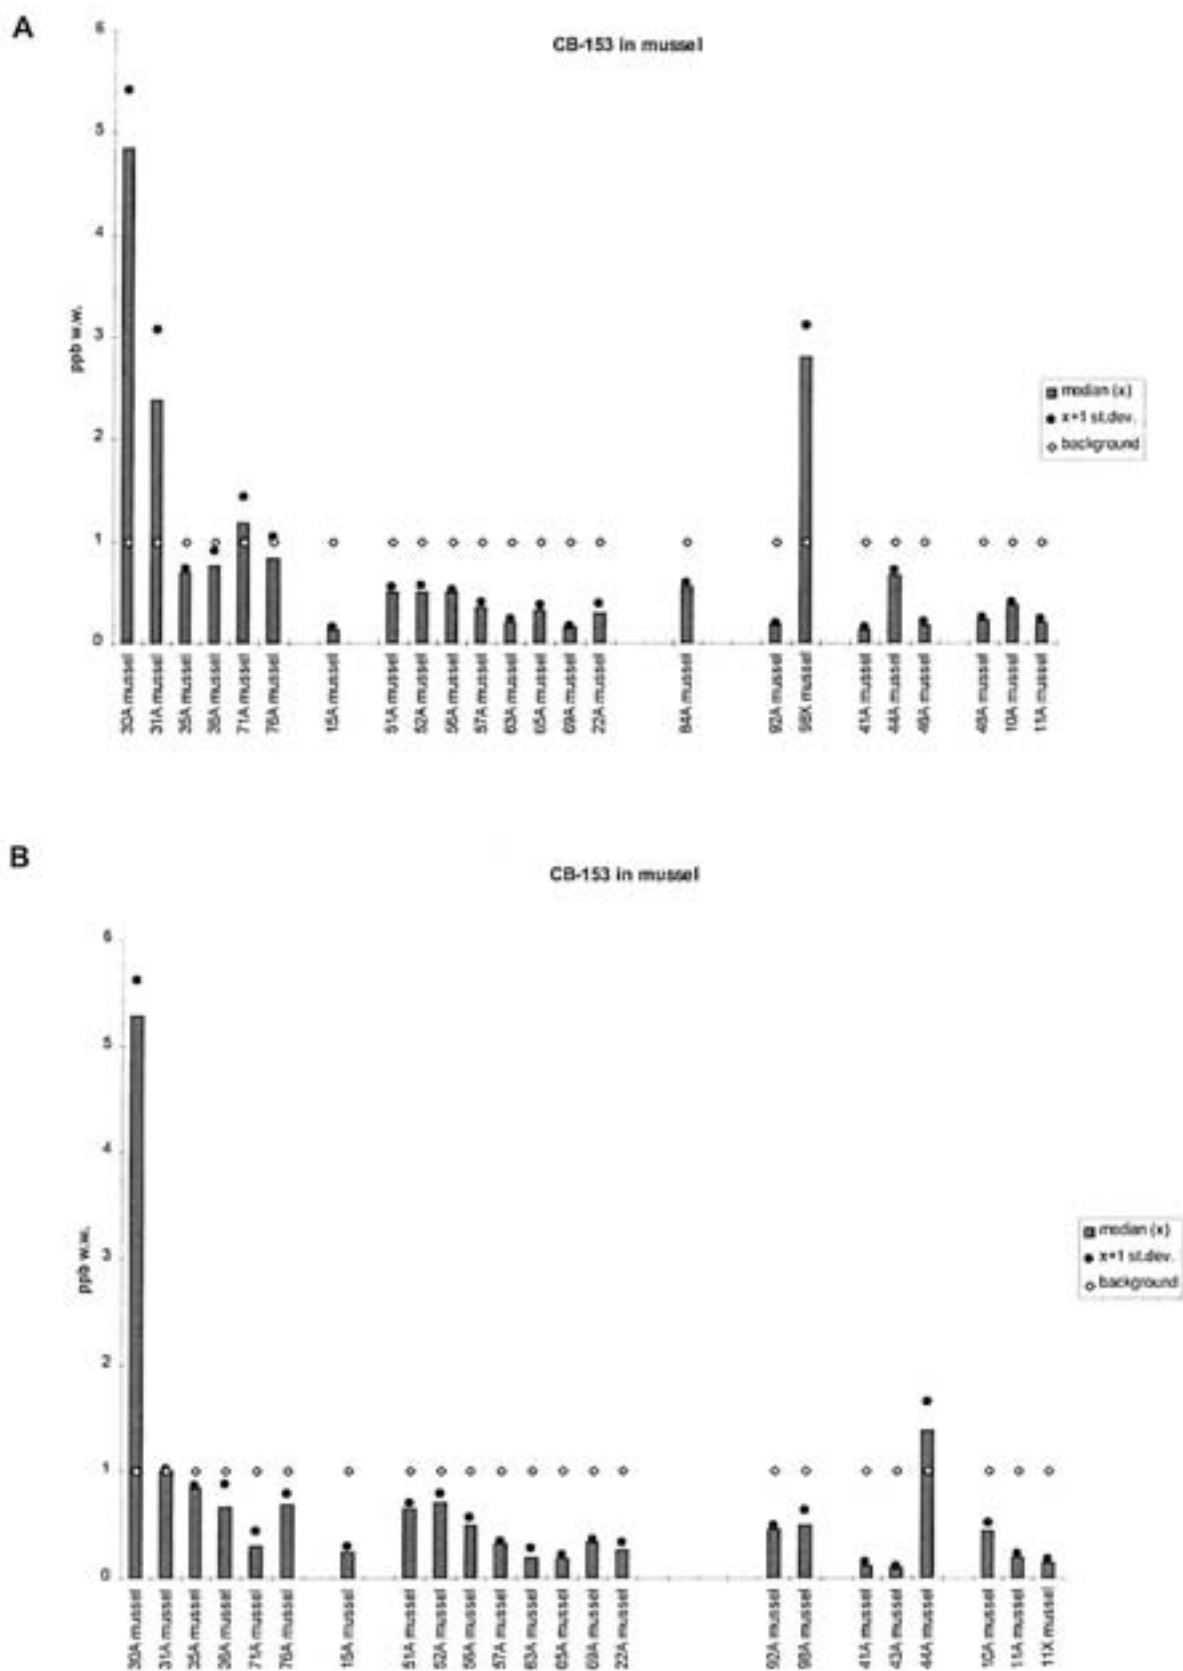 A
CB-153 in mussel
6
5
4
3
2
1
0
ppb w.w.
median (x)
x+1 st.dev.
background
30A mussel
31A mussel
35A mussel
36A mussel
71A mussel
76A mussel
15A mussel
51A mussel
52A mussel
56A mussel
57A mussel
63A mussel
65A mussel
69A mussel
22A mussel
84A mussel
92A mussel
98X mussel
41A mussel
44A mussel
46A mussel
48A mussel
10A mussel
11A mussel
B
CB-153 in mussel
6
5
4
3
2
1
0
ppb w.w.
median (x)
x+1 st.dev.
background
30A mussel
31A mussel
35A mussel
36A mussel
71A mussel
76A mussel
15A mussel
51A mussel
52A mussel
56A mussel
57A mussel
63A mussel
65A mussel
69A mussel
22A mussel
92A mussel
98A mussel
41A mussel
43A mussel
44A mussel
10A mussel
11A mussel
11X mussel